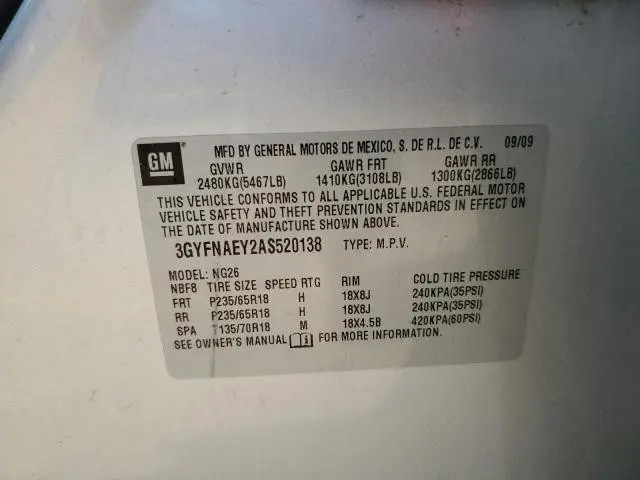 GM
MFD BY GENERAL MOTORS DE MEXICO, S. DE R.L. DE C.V. 09/09
GVWR GAWR FRT GAWR RR
2480KG(5467LB) 1410KG(3108LB) 1300KG(2866LB)
THIS VEHICLE CONFORMS TO ALL APPLICABLE U.S. FEDERAL MOTOR
VEHICLE SAFETY AND THEFT PREVENTION STANDARDS IN EFFECT ON
THE DATE OF MANUFACTURE SHOWN ABOVE.
3GYFNAEY2AS520138 TYPE: M.P.V.
MODEL: NG26
NBF8 TIRE SIZE SPEED RTG RIM COLD TIRE PRESSURE
FRT P235/65R18 H 18X8J 240KPA(35PSI)
RR P235/65R18 H 18X8J 240KPA(35PSI)
SPA T135/70R18 M 18X4.5B 420KPA(60PSI)
SEE OWNER'S MANUAL FOR MORE INFORMATION.